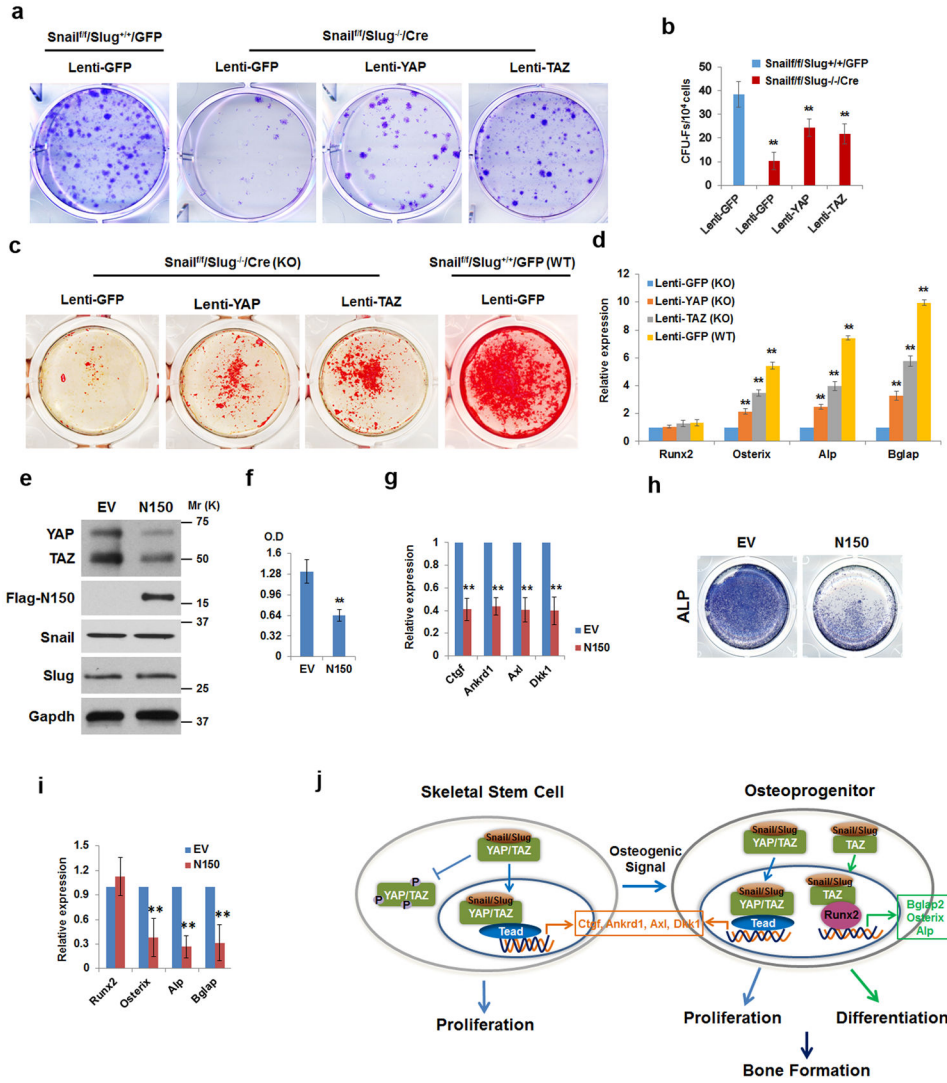 a
Snailf/f/Slug+/+/GFP
Snailf/f/Slug-/-/Cre
Lenti-GFP
Lenti-GFP
Lenti-YAP
Lenti-TAZ
b
Snailf/f/Slug+/+/GFP
Snailf/f/Slug-/-/Cre
CFU-Fs/10⁴cells
50
40
30
20
10
0
**
**
**
Lenti-GFP
Lenti-GFP
Lenti-YAP
Lenti-TAZ
c
Snailf/f/Slug-/-/Cre (KO)
Snailf/f/Slug+/+/GFP (WT)
Lenti-GFP
Lenti-YAP
Lenti-TAZ
Lenti-GFP
d
Relative expression
12
10
8
6
4
2
0
Lenti-GFP (KO)
Lenti-YAP (KO)
Lenti-TAZ (KO)
Lenti-GFP (WT)
**
**
**
**
**
**
**
**
**
Runx2
Osterix
Alp
Bglap
e
EV
N150
Mr (K)
YAP
TAZ
Flag-N150
Snail
Slug
Gapdh
75
50
15
37
25
37
f
O.D
1.6
1.28
0.96
0.64
0.32
0
**
EV
N150
g
Relative expression
1
0.8
0.6
0.4
0.2
0
**
**
**
**
Ctgf
Ankrd1
Axl
Dkk1
EV
N150
h
EV
N150
ALP
i
Relative expression
1.5
1.2
0.9
0.6
0.3
0
EV
N150
**
**
**
Runx2
Osterix
Alp
Bglap
j
Skeletal Stem Cell
Osteoprogenitor
Snail/Slug
YAP/TAZ
P
YAP/TAZ
P
P
Snail/Slug
YAP/TAZ
Tead
Osteogenic
Signal
Ctgf, Ankrd1, Axl, Dkk1
Snail/Slug
YAP/TAZ
Snail/Slug
TAZ
Snail/Slug
YAP/TAZ
Tead
Snail/Slug
TAZ
Runx2
Bglap2
Osterix
Alp
Proliferation
Proliferation
Differentiation
Bone Formation